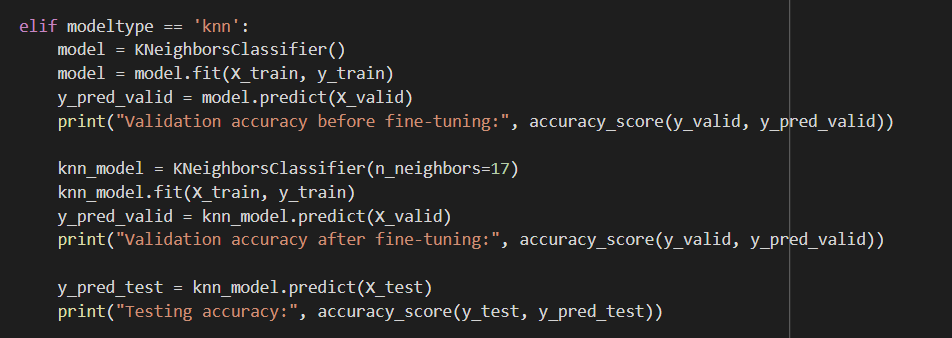 elif modeltype == 'knn':
    model = KNeighborsClassifier()
    model = model.fit(X_train, y_train)
    y_pred_valid = model.predict(X_valid)
    print("Validation accuracy before fine-tuning:", accuracy_score(y_valid, y_pred_valid))

    knn_model = KNeighborsClassifier(n_neighbors=17)
    knn_model.fit(X_train, y_train)
    y_pred_valid = knn_model.predict(X_valid)
    print("Validation accuracy after fine-tuning:", accuracy_score(y_valid, y_pred_valid))

    y_pred_test = knn_model.predict(X_test)
    print("Testing accuracy:", accuracy_score(y_test, y_pred_test))